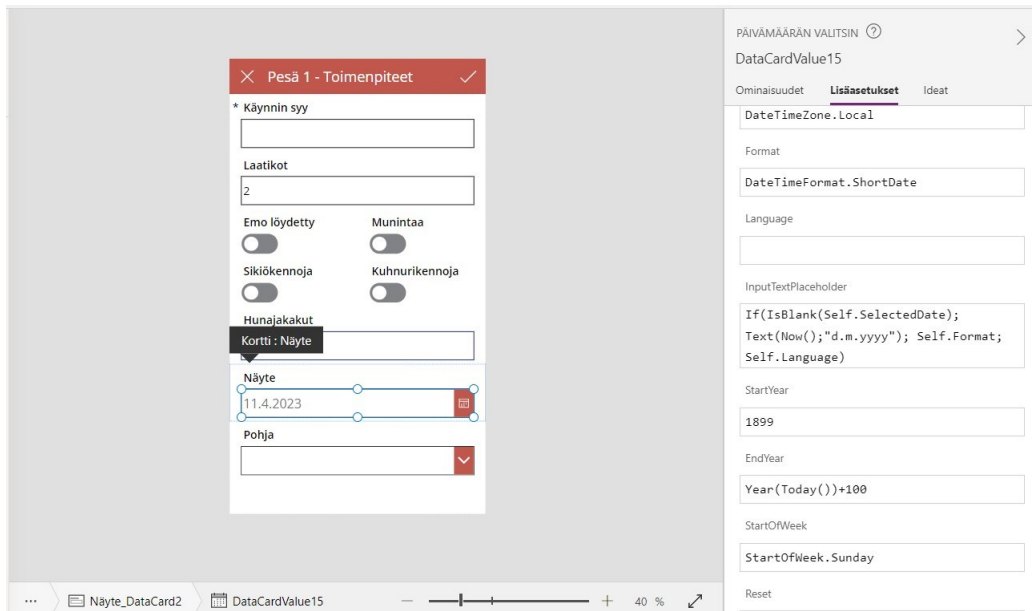 Pesä 1 - Toimenpiteet
* Käynnin syy
Laatikot
2
Emo löydetty Munintaa
Sikiökennoja Kuhnurikennoja
Hunajakakut
Kortti : Näyte
Näyte
11.4.2023
Pohja
... Näyte_DataCard2 DataCardValue15 40 %
PÄIVÄMÄÄRÄN VALITSIN ?
DataCardValue15
Ominaisuudet Lisäasetukset Ideat
DateTimeZone.Local
Format
DateTimeFormat.ShortDate
Language
InputTextPlaceholder
If(IsBlank(Self.SelectedDate);
Text(Now();"d.m.yyyy"); Self.Format;
Self.Language)
StartYear
1899
EndYear
Year(Today())+100
StartOfWeek
StartOfWeek.Sunday
Reset